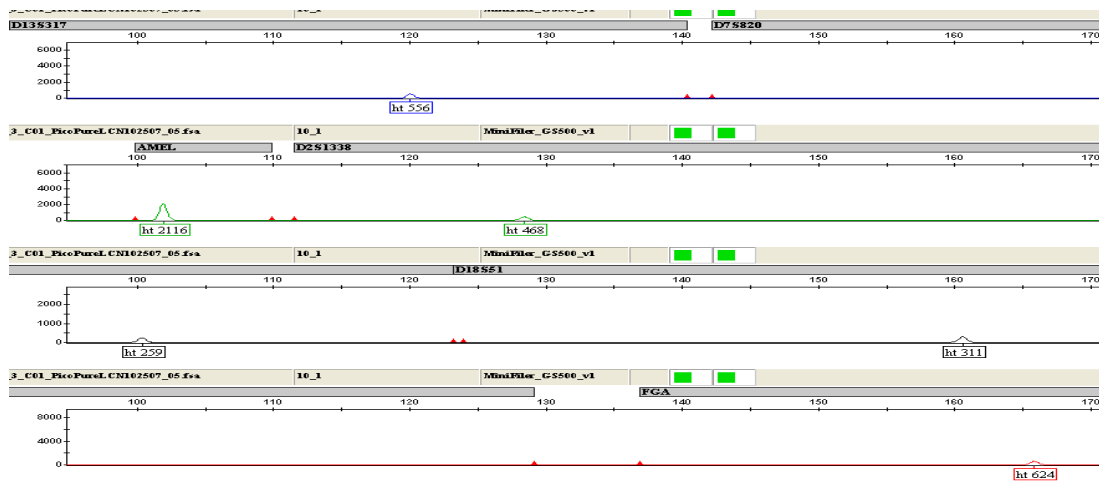 3_C01_PicoPureLCN102507_05.fsa 10_1 MiniFiler_GS500_v1
D13S317 D7S820
100 110 120 130 140 150 160 170
6000
4000
2000
0
ht 556
3_C01_PicoPureLCN102507_05.fsa 10_1 MiniFiler_GS500_v1
AMEL D2S1338
100 110 120 130 140 150 160 170
6000
4000
2000
0
ht 2116 ht 468
3_C01_PicoPureLCN102507_05.fsa 10_1 MiniFiler_GS500_v1
D18S51
100 110 120 130 140 150 160 170
2000
1000
0
ht 259 ht 311
3_C01_PicoPureLCN102507_05.fsa 10_1 MiniFiler_GS500_v1
FGA
100 110 120 130 140 150 160 170
8000
4000
0
ht 624